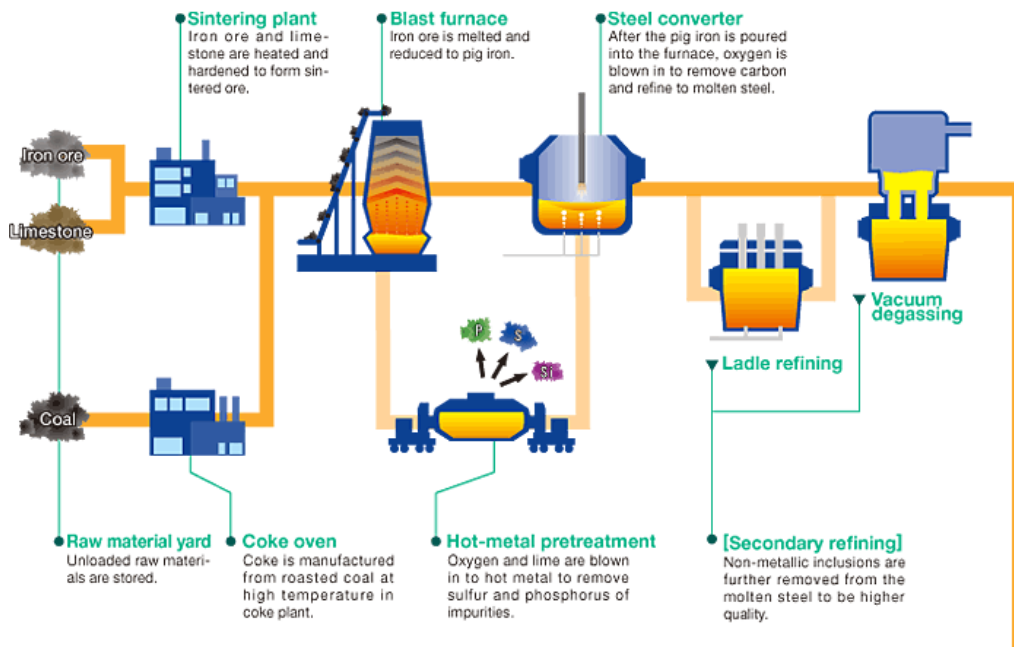 Sintering plant
Iron ore and lime-
stone are heated and
hardened to form sin-
tered ore.
Blast furnace
Iron ore is melted and
reduced to pig iron.
Steel converter
After the pig iron is poured
into the furnace, oxygen is
blown in to remove carbon
and refine to molten steel.
Iron ore
Limestone
Coal
P
S
Si
Vacuum
degassing
Ladle refining
Raw material yard
Unloaded raw materi-
als are stored.
Coke oven
Coke is manufactured
from roasted coal at
high temperature in
coke plant.
Hot-metal pretreatment
Oxygen and lime are blown
in to hot metal to remove
sulfur and phosphorus of
impurities.
[Secondary refining]
Non-metallic inclusions are
further removed from the
molten steel to be higher
quality.